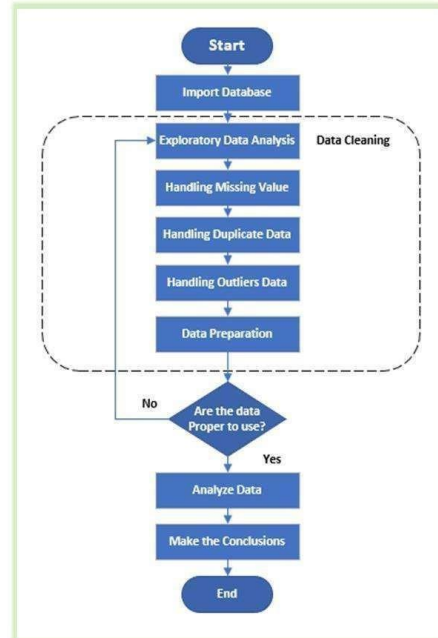 Start
Import Database
Exploratory Data Analysis
Data Cleaning
Handling Missing Value
Handling Duplicate Data
Handling Outliers Data
Data Preparation
No
Are the data
Proper to use?
Yes
Analyze Data
Make the Conclusions
End